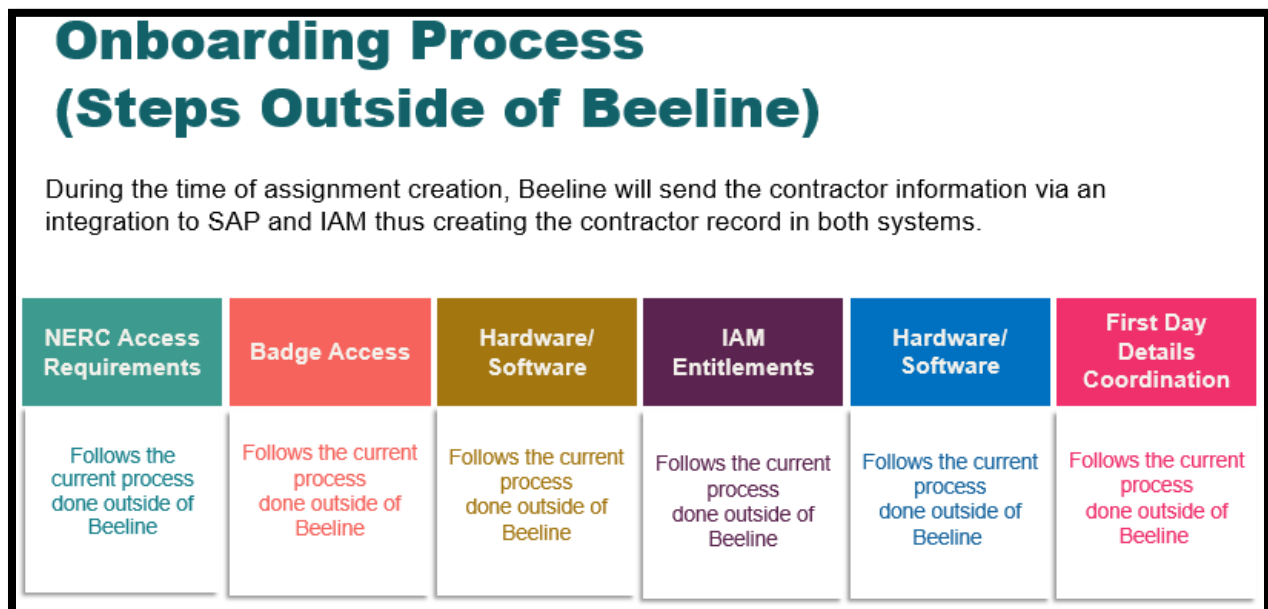 Onboarding Process
(Steps Outside of Beeline)
During the time of assignment creation, Beeline will send the contractor information via an
integration to SAP and IAM thus creating the contractor record in both systems.
NERC Access
Requirements
Badge Access
Hardware/
Software
IAM
Entitlements
Hardware/
Software
First Day
Details
Coordination
Follows the
current process
done outside of
Beeline
Follows the current
process
done outside of
Beeline
Follows the current
process
done outside of
Beeline
Follows the current
process
done outside of
Beeline
Follows the current
process
done outside of
Beeline
Follows the current
process
done outside of
Beeline